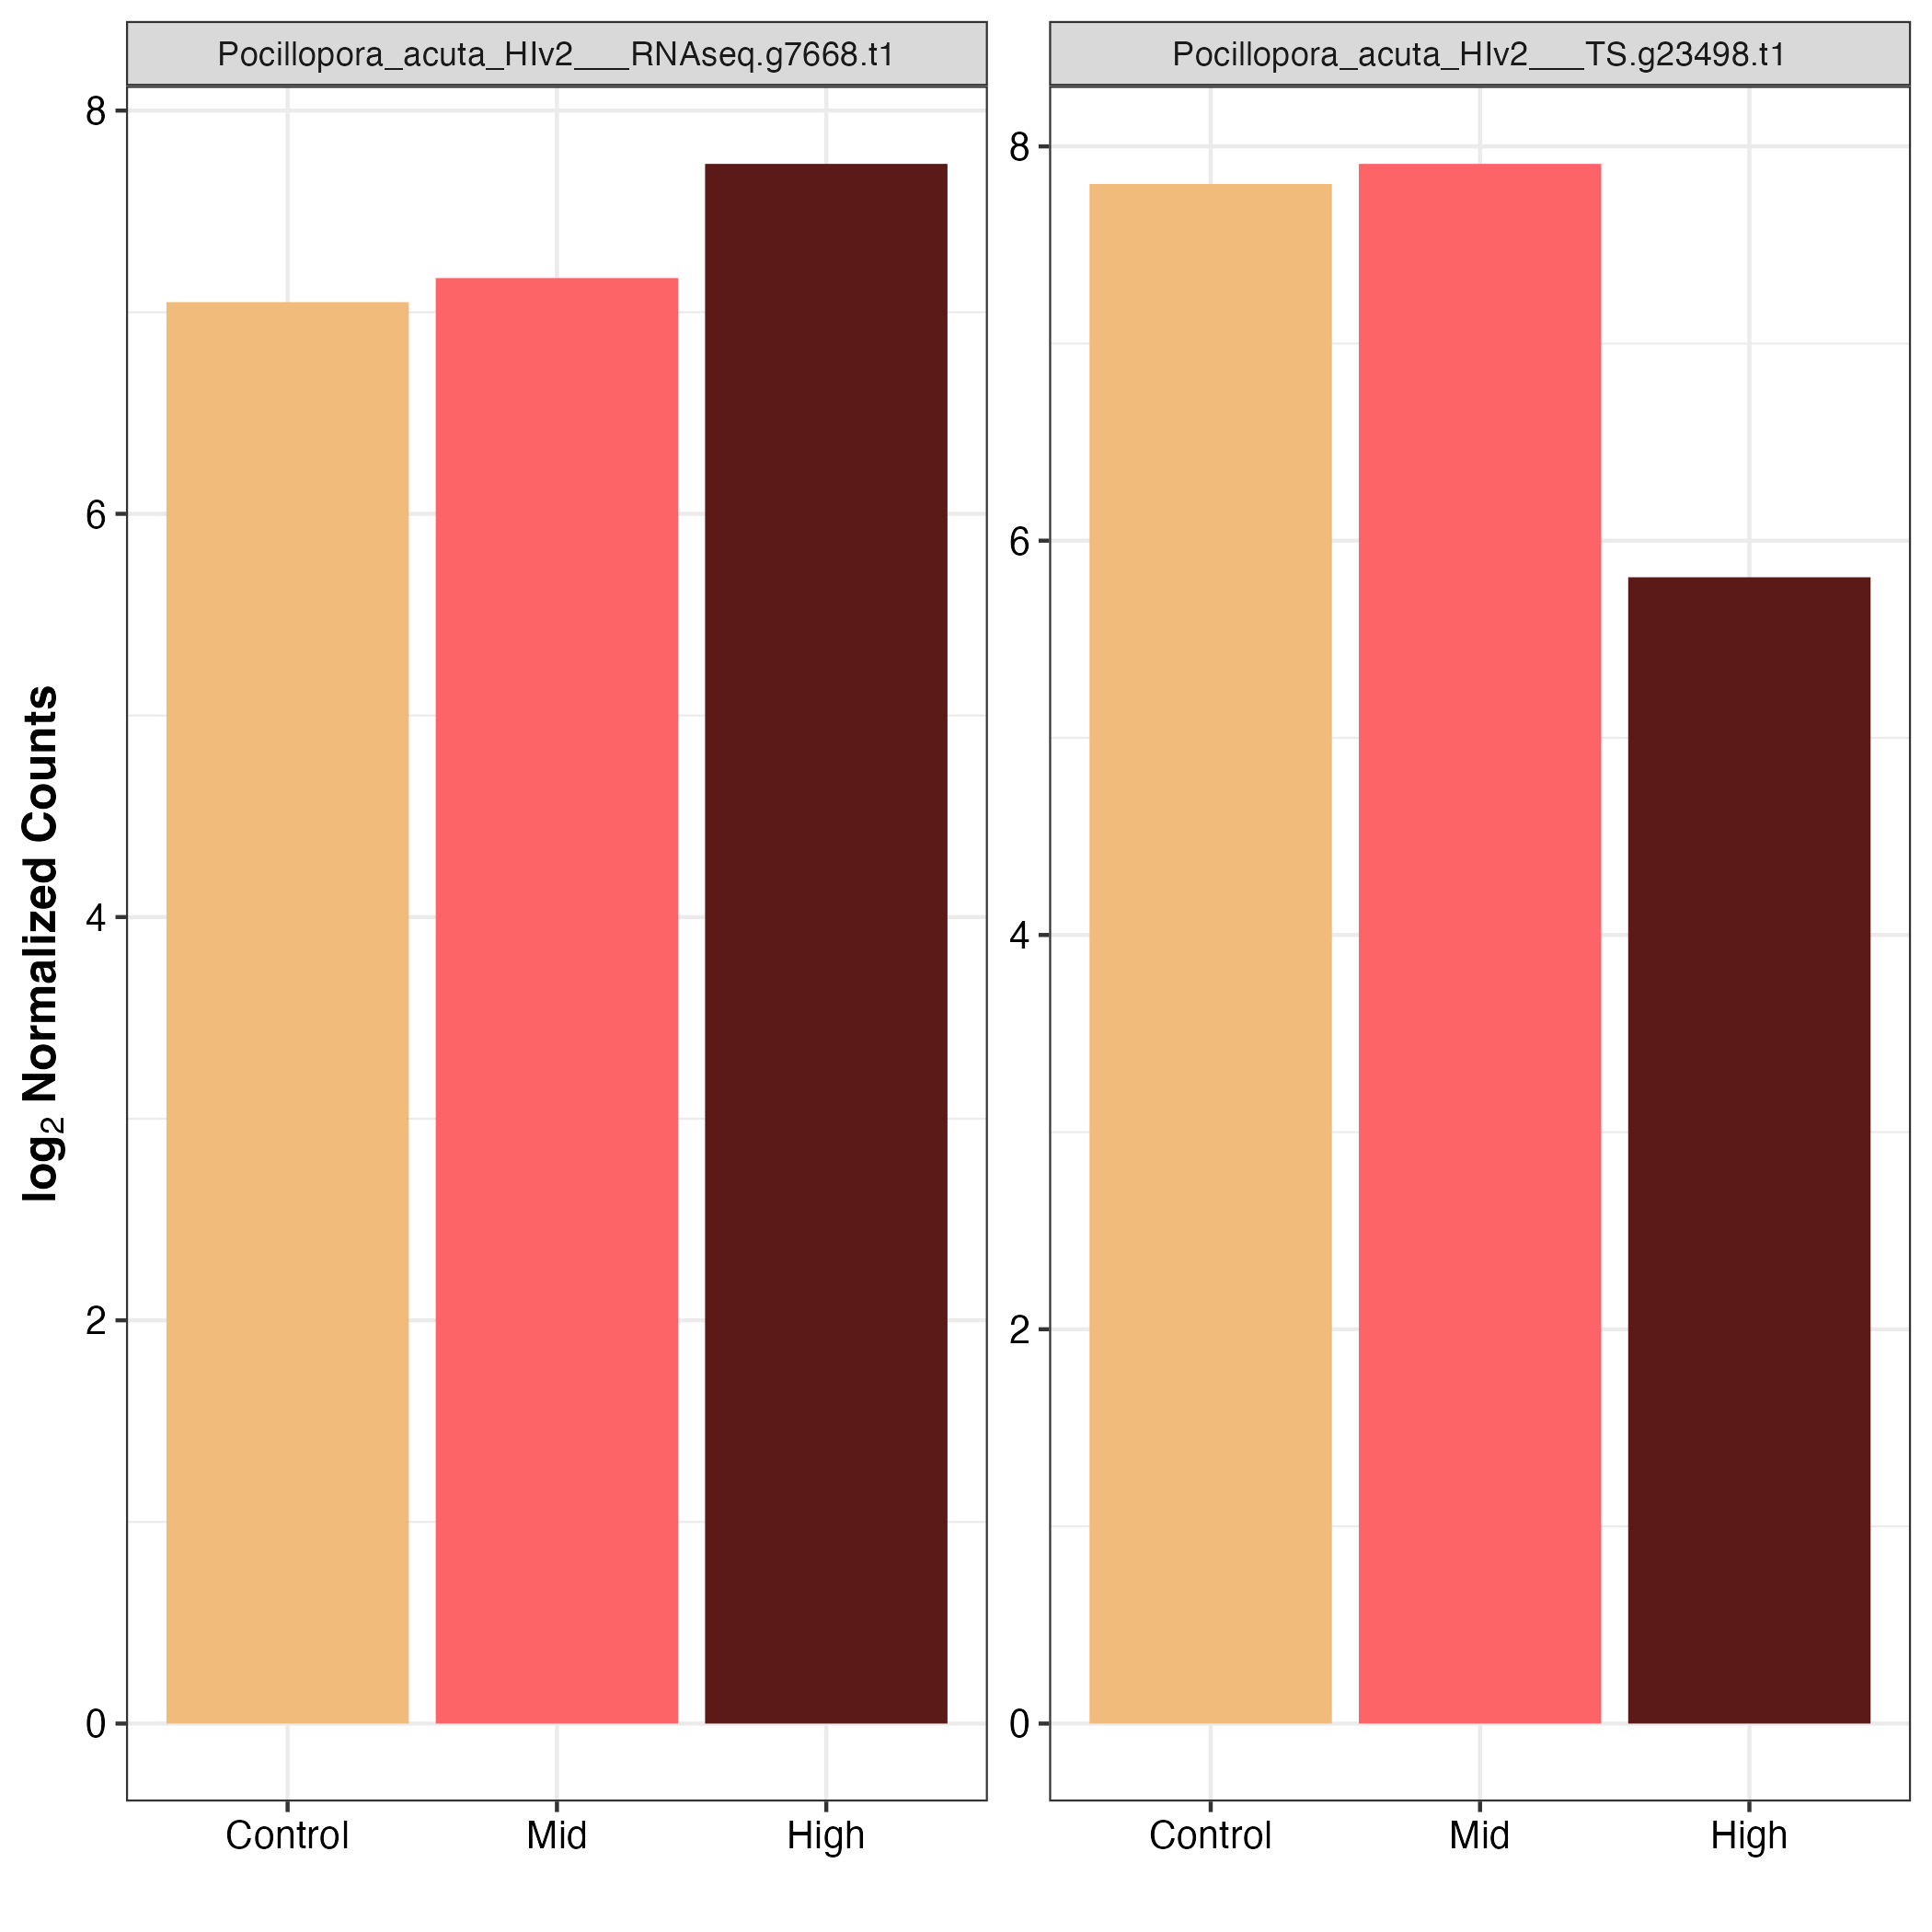 Pocillopora_acuta_HIv2___RNAseq.g7668.t1
Pocillopora_acuta_HIv2___TS.g23498.t1
log2 Normalized Counts
8
6
4
2
0
8
6
4
2
0
Control Mid High
Control Mid High